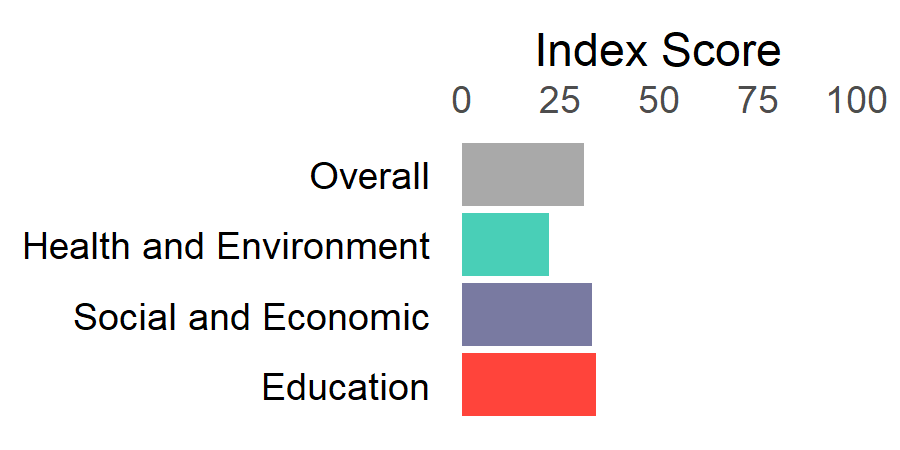 Index Score
0 25 50 75 100
Overall
Health and Environment
Social and Economic
Education